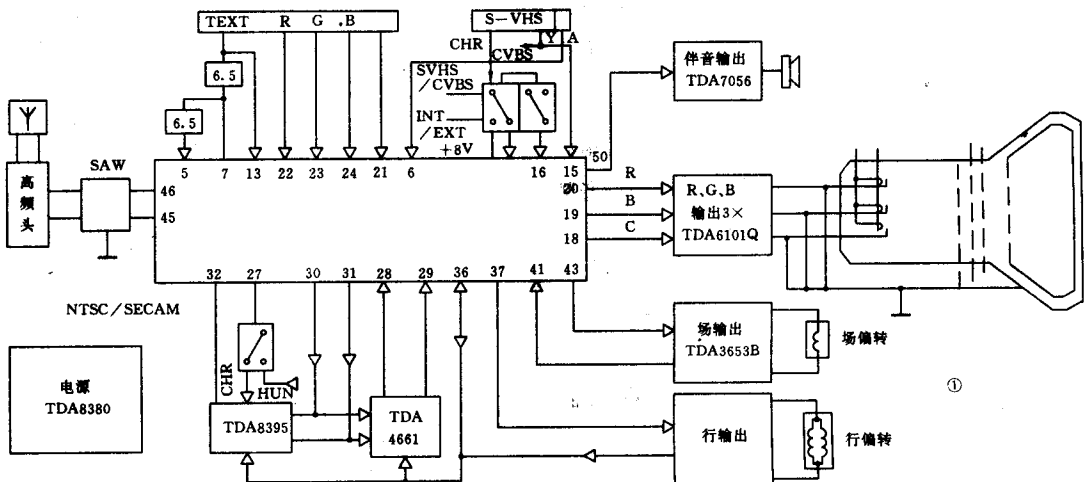 TEXT R G .B
S-VHS
CHR
Y A
CVBS
6.5
6.5
SVHS
/CVBS
INT
/EXT
+8V
伴音输出
TDA7056
高频头
SAW
46
45
5 7 13 22 23 24 21 6 16 15 50
20
19
18
R
B
C
R、G、B
输出3×
TDA6101Q
32 27 30 31 28 29 36 37 41 43
NTSC/SECAM
电源
TDA8380
CHR
HUN
TDA8395
TDA
4661
场输出
TDA3653B
场偏转
行输出
行偏转
①